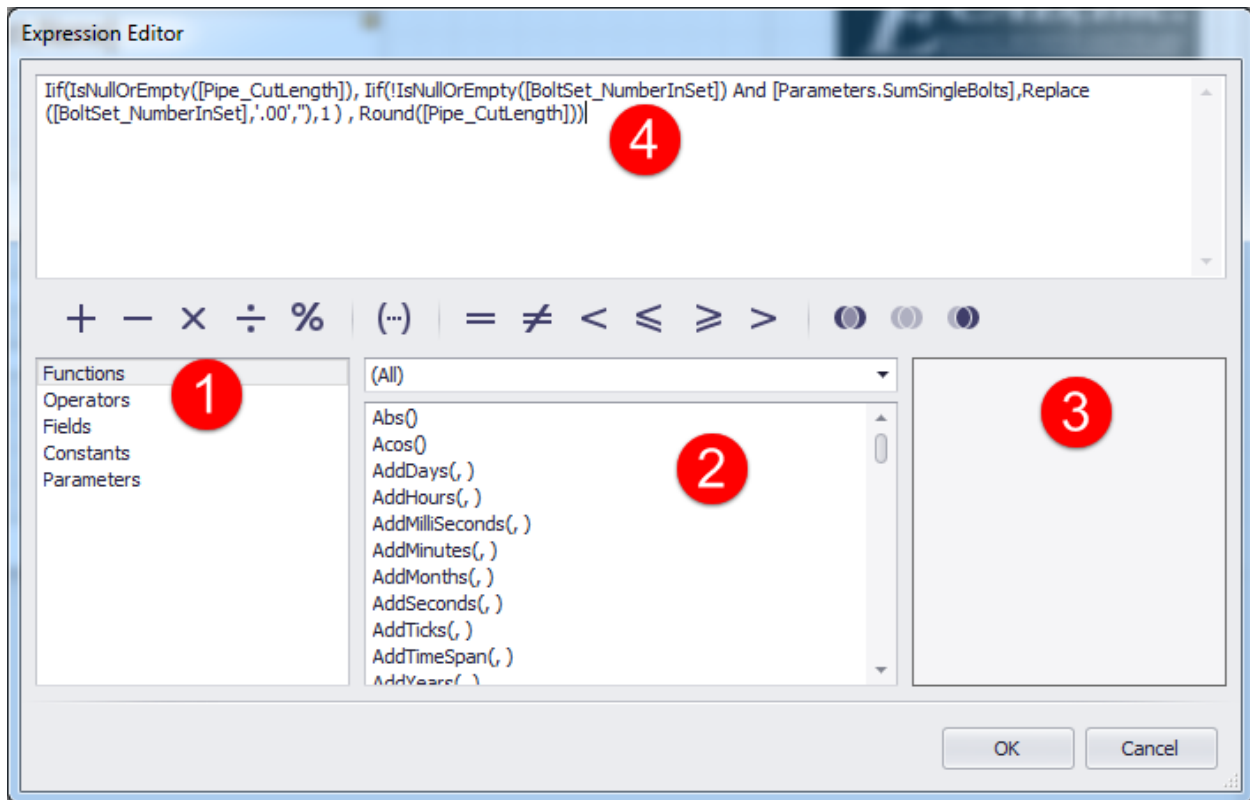 Expression Editor
Iif(IsNullOrEmpty([Pipe_CutLength]), Iif(!IsNullOrEmpty([BoltSet_NumberInSet]) And [Parameters.SumSingleBolts],Replace
([BoltSet_NumberInSet],'.00',''),1 ) , Round([Pipe_CutLength]))
4
+ − × ÷ % (···) = ≠ < ⩽ ⩾ >
Functions
Operators
Fields
Constants
Parameters
1
(All)
Abs()
Acos()
AddDays(, )
AddHours(, )
AddMilliSeconds(, )
AddMinutes(, )
AddMonths(, )
AddSeconds(, )
AddTicks(, )
AddTimeSpan(, )
AddYears(, )
2
3
OK
Cancel